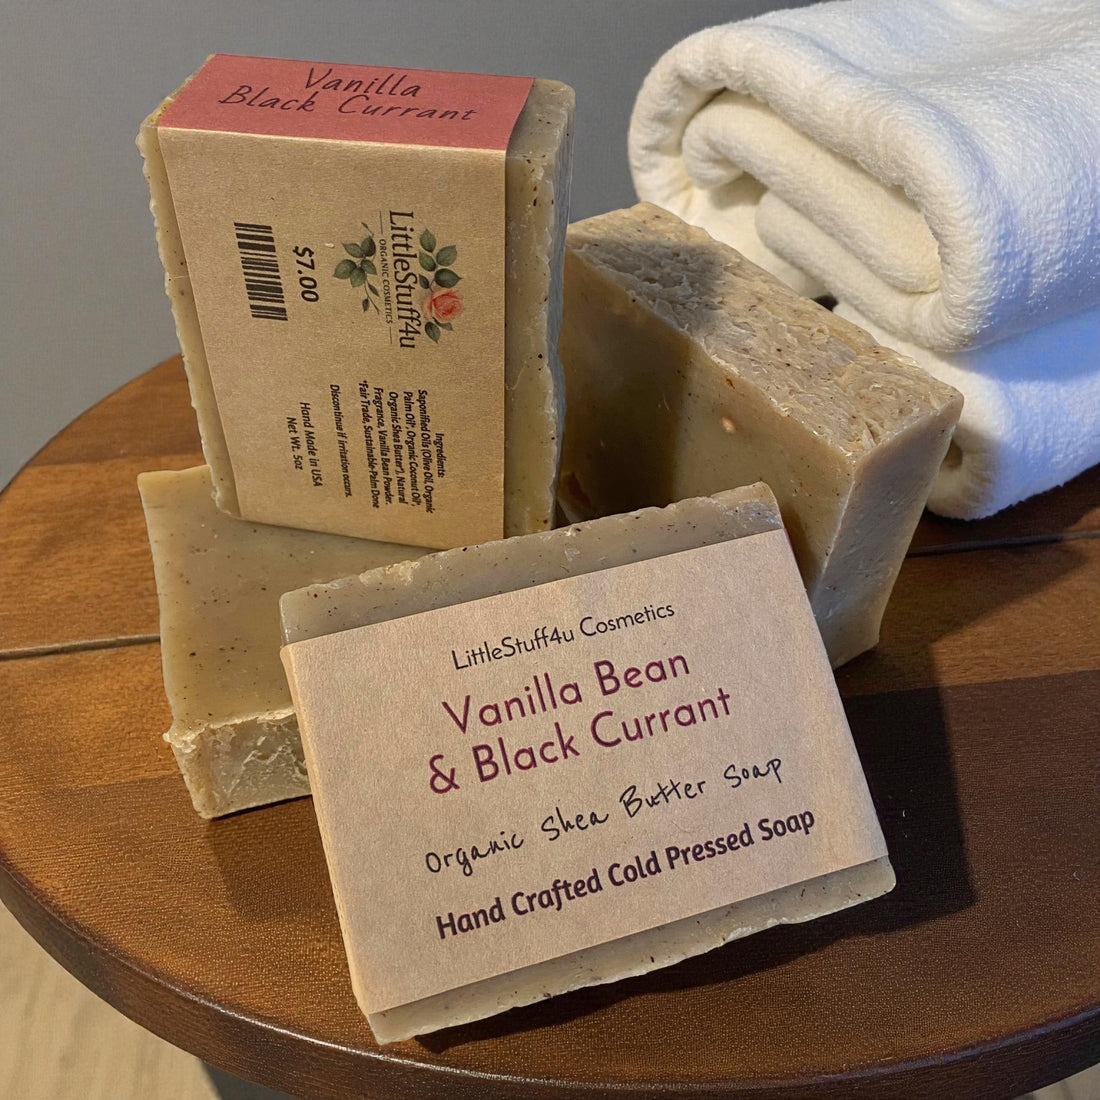 Vanilla
Black Currant
LittleStuff4u
ORGANIC COSMETICS
$7.00
Ingredients:
Saponified Oils (Olive Oil, Organic
Palm Oil*, Organic Coconut Oil*,
Organic Shea Butter*), Natural
Fragrance, Vanilla Bean Powder.
*Fair Trade, Sustainable-Palm Done
Discontinue if irritation occurs.
Hand Made in USA
Net Wt. 5oz
LittleStuff4u Cosmetics
Vanilla Bean
& Black Currant
Organic Shea Butter Soap
Hand Crafted Cold Pressed Soap